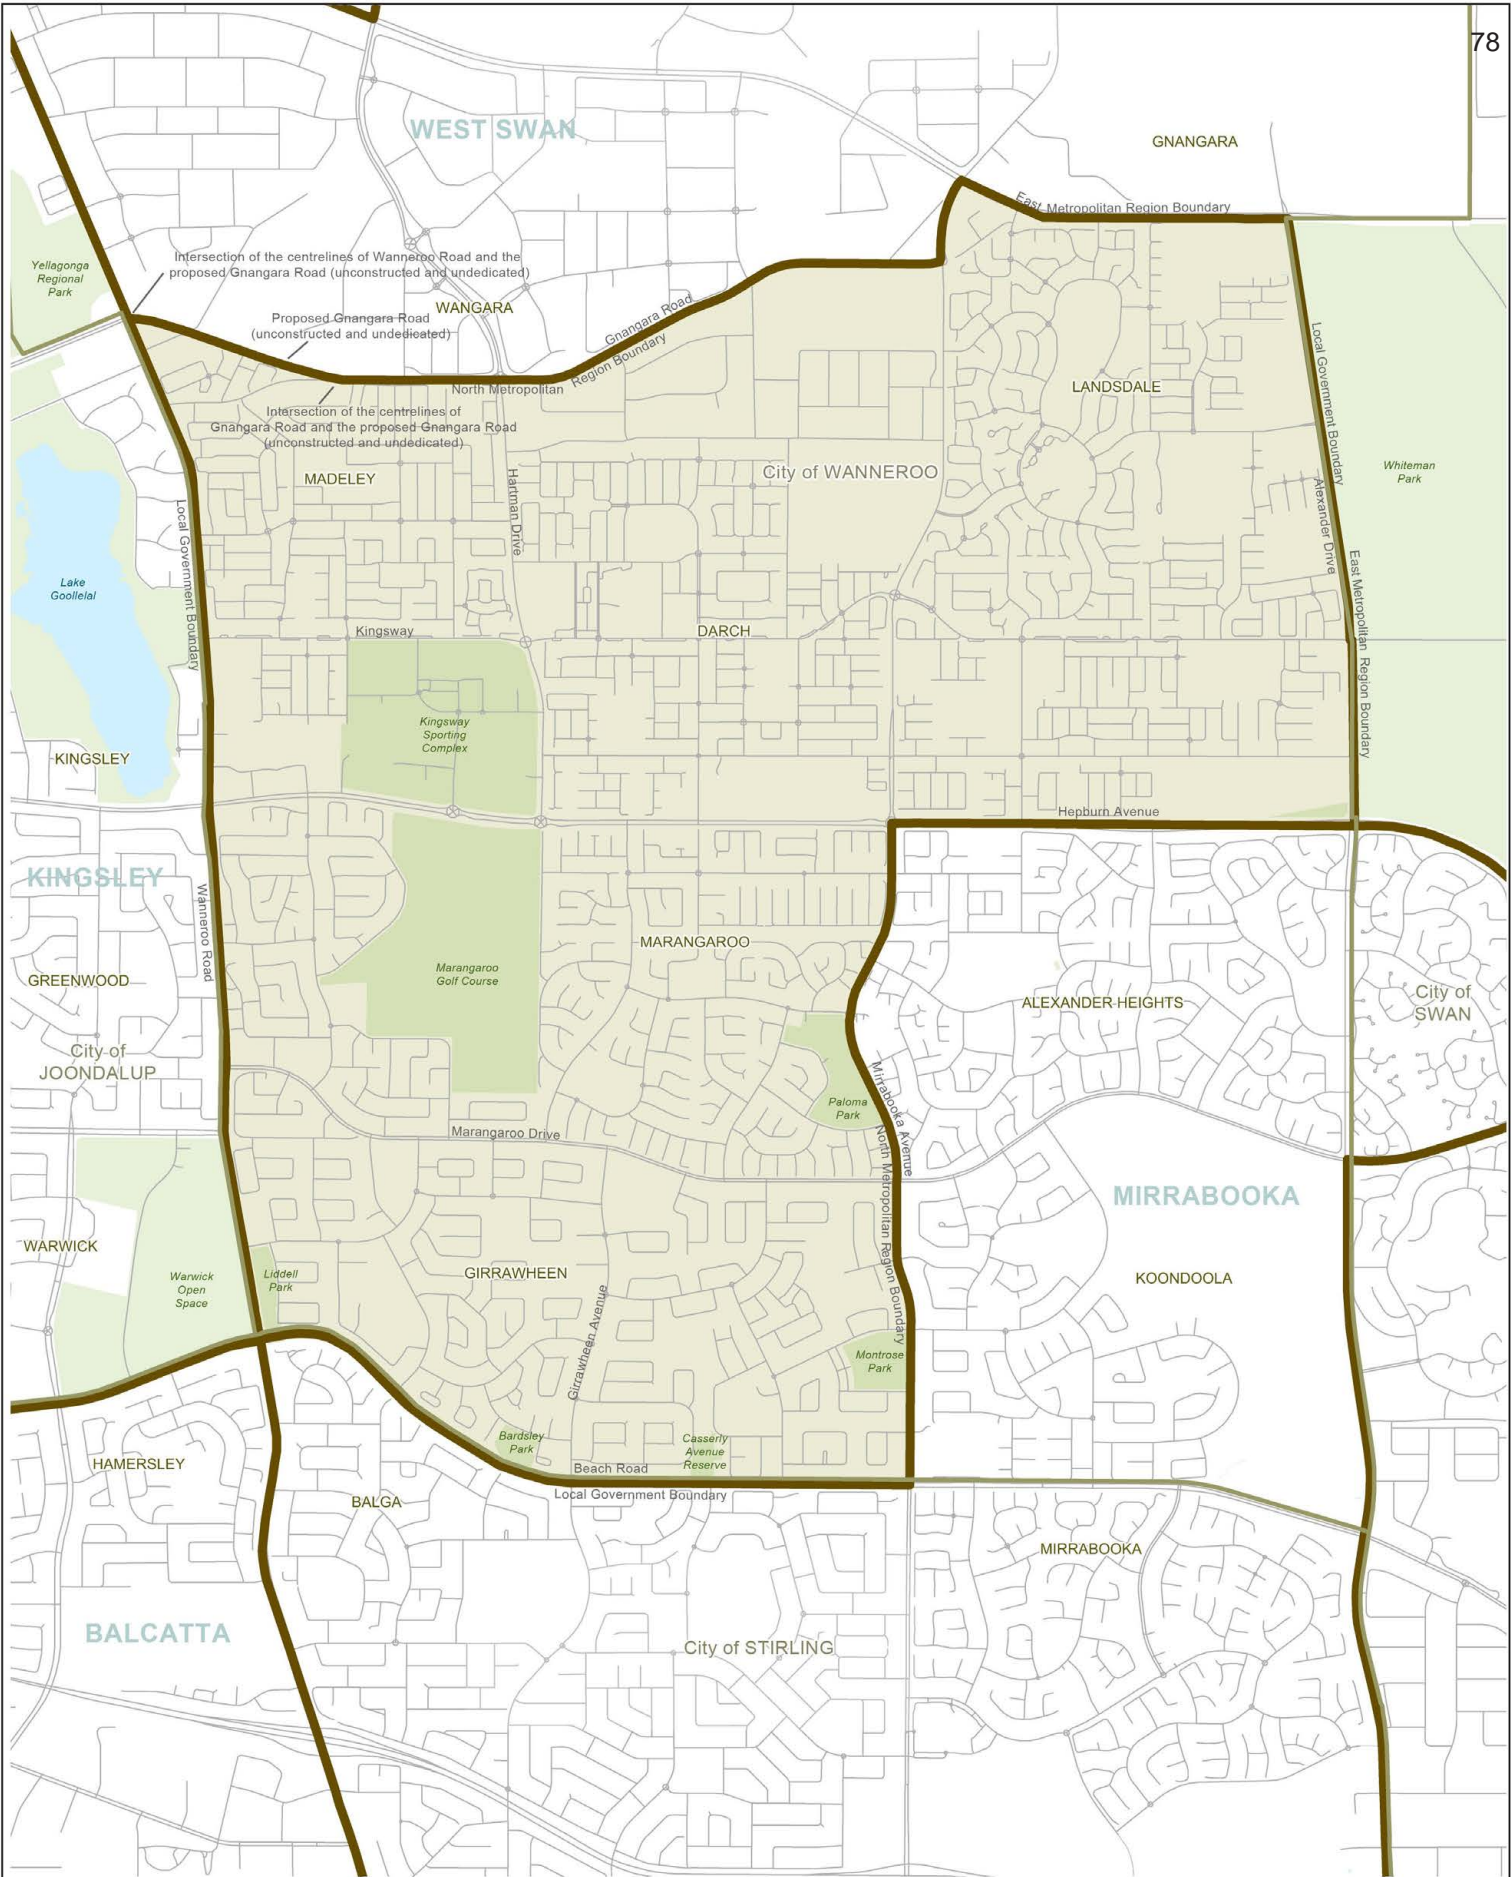 78
WEST SWAN
GNANGARA
East Metropolitan Region Boundary
Yellagonga
Regional
Park
Intersection of the centrelines of Wanneroo Road and the
proposed Gnangara Road (unconstructed and undedicated)
WANGARA
Proposed Gnangara Road
(unconstructed and undedicated)
Gnangara Road
North Metropolitan Region Boundary
Intersection of the centrelines of
Gnangara Road and the proposed Gnangara Road
(unconstructed and undedicated)
LANDSDALE
Local Government Boundary
Whiteman
Park
City of WANNEROO
MADELEY
Hartman Drive
Alexander Drive
Local Government Boundary
Lake
Goollelal
East Metropolitan Region Boundary
Kingsway
DARCH
Kingsway
Sporting
Complex
KINGSLEY
Hepburn Avenue
KINGSLEY
Wanneroo Road
MARANGAROO
Marangaroo
Golf Course
GREENWOOD
ALEXANDER HEIGHTS
City of
SWAN
City of
JOONDALUP
Mirrabooka Avenue
Paloma
Park
Marangaroo Drive
North Metropolitan Region Boundary
MIRRABOOKA
WARWICK
Warwick
Open
Space
Liddell
Park
GIRRAWHEEN
KOONDOOLA
Girrawheen Avenue
Montrose
Park
Bardsley
Park
Casserly
Avenue
Reserve
HAMERSLEY
Beach Road
Local Government Boundary
BALGA
MIRRABOOKA
BALCATTA
City of STIRLING